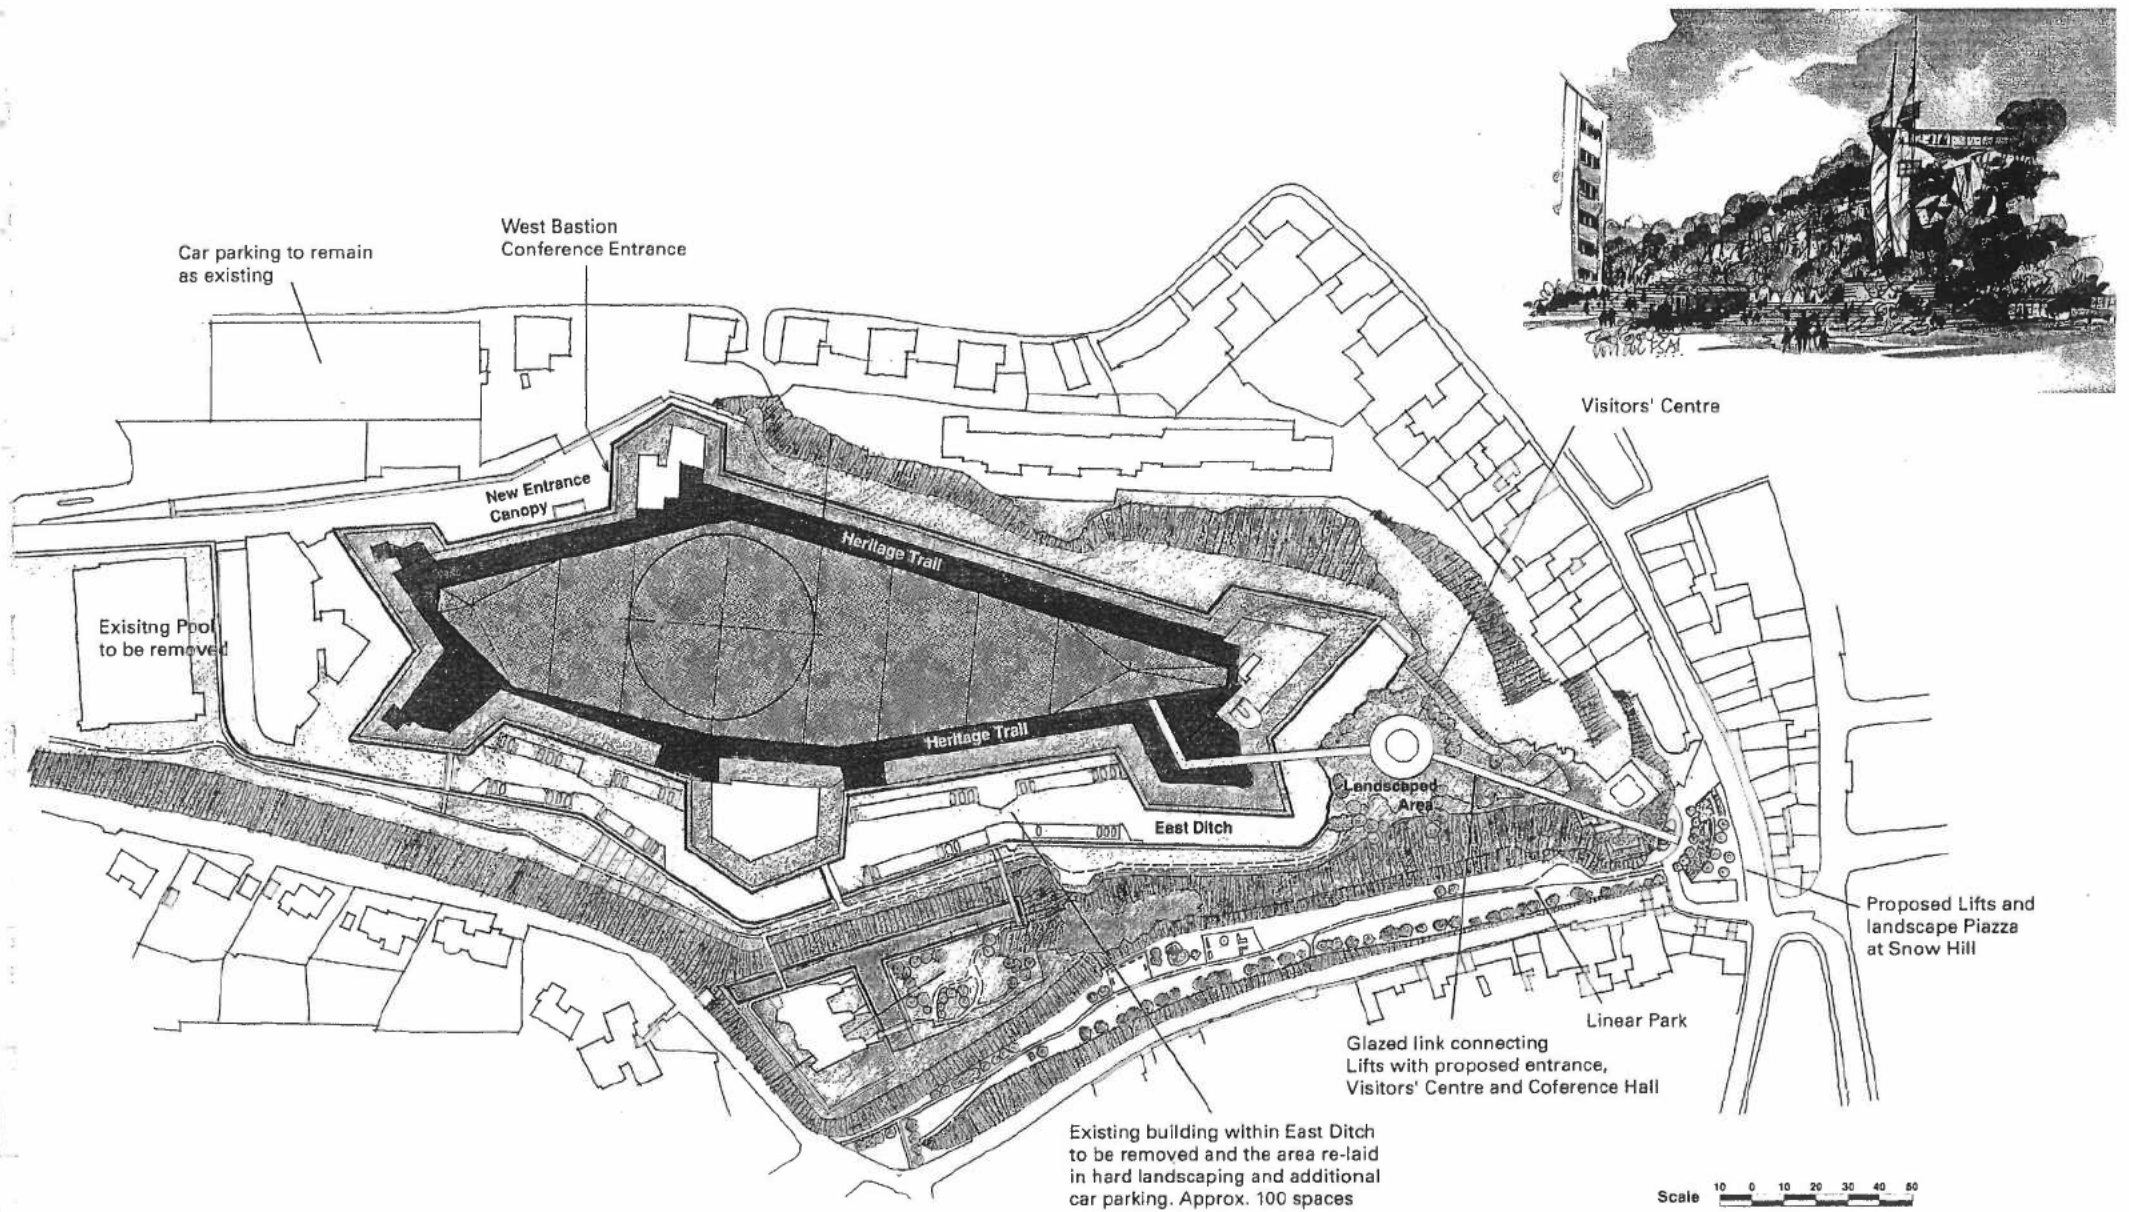 Car parking to remain
as existing
West Bastion
Conference Entrance
Visitors' Centre
New Entrance
Canopy
Heritage Trail
Exisitng Pool
to be removed
Heritage Trail
Landscaped
Area
East Ditch
Proposed Lifts and
landscape Piazza
at Snow Hill
Linear Park
Glazed link connecting
Lifts with proposed entrance,
Visitors' Centre and Coference Hall
Existing building within East Ditch
to be removed and the area re-laid
in hard landscaping and additional
car parking. Approx. 100 spaces
Scale
10 0 10 20 30 40 50